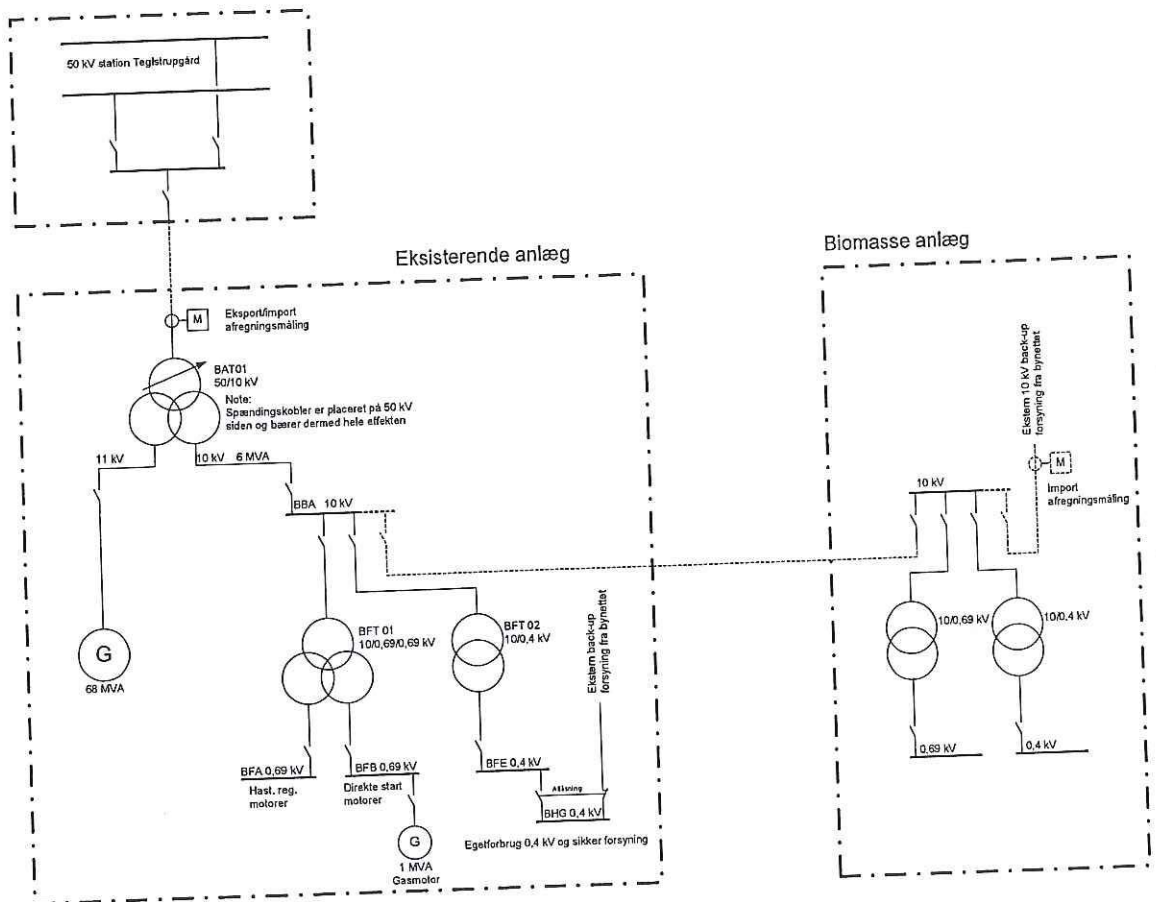 50 kV station Teglstrupgård
Eksisterende anlæg
Biomasse anlæg
M
Eksport/import
afregningsmåling
BAT01
50/10 kV
Note:
Spændingskobler er placeret på 50 kV
siden og bærer dermed hele effekten
11 kV
10 kV
6 MVA
BBA
10 kV
G
68 MVA
BFT 01
10/0,69/0,69 kV
BFT 02
10/0,4 kV
Ekstern back-up
forsyning fra bynettet
BFA 0,69 kV
Hast. reg.
motorer
BFB 0,69 kV
Direkte start
motorer
G
1 MVA
Gasmotor
BFE 0,4 kV
Aflåsning
BHG 0,4 kV
Egetforbrug 0,4 kV og sikker forsyning
Ekstern 10 kV back-up
forsyning fra bynettet
M
Import
afregningsmåling
10 kV
10/0,69 kV
10/0,4 kV
0,69 kV
0,4 kV